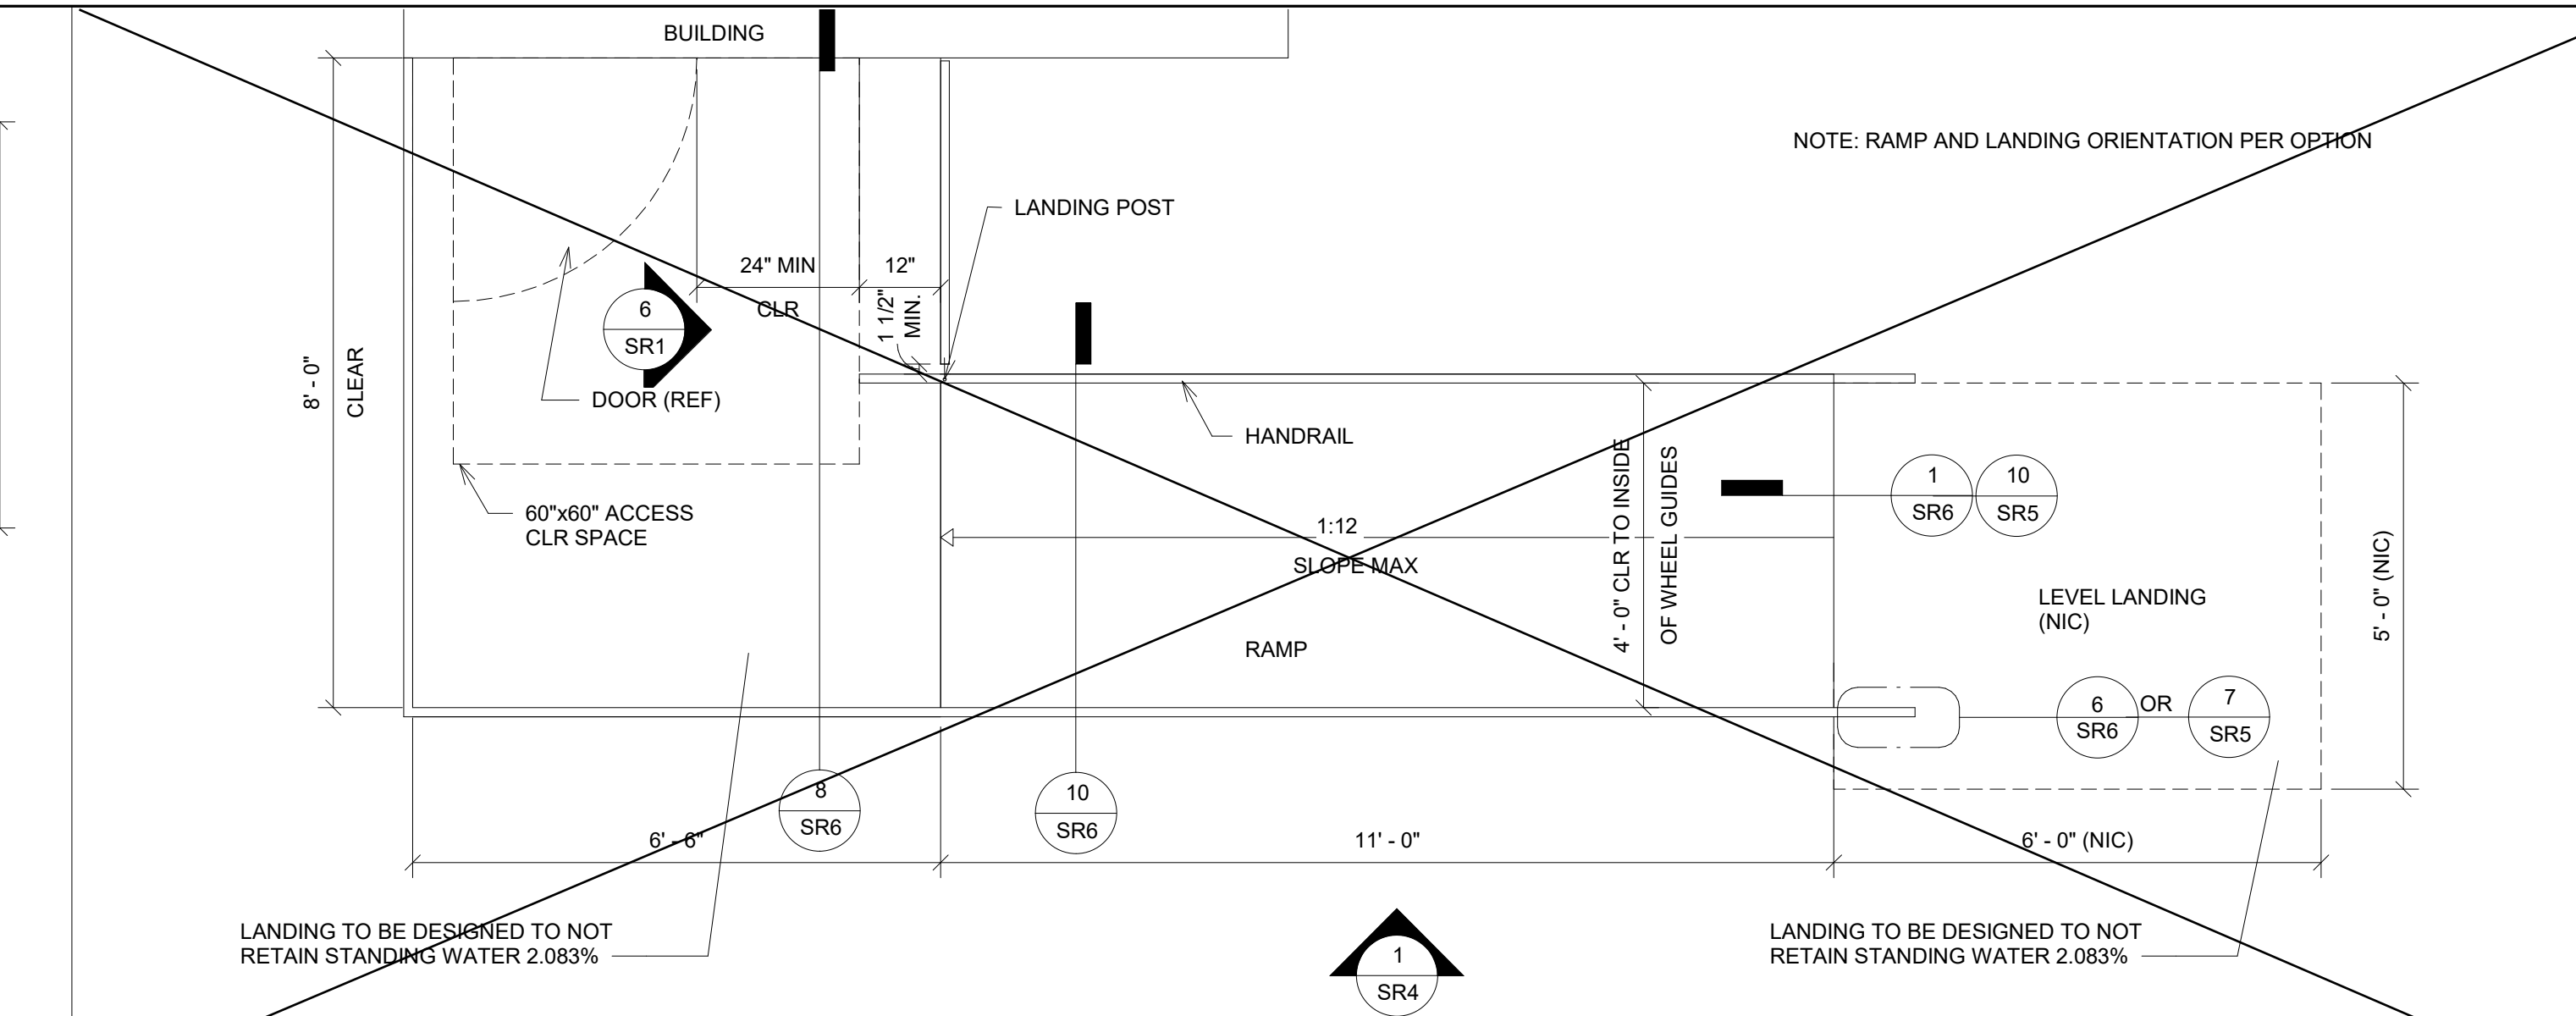 BUILDING
NOTE: RAMP AND LANDING ORIENTATION PER OPTION
LANDING POST
24" MIN
CLR
12"
1 1/2"
MIN.
6
SR1
8' - 0"
CLEAR
DOOR (REF)
HANDRAIL
4' - 0" CLR TO INSIDE
OF WHEEL GUIDES
1
SR6
10
SR5
60"x60" ACCESS
CLR SPACE
1:12
SLOPE MAX
5' - 0" (NIC)
LEVEL LANDING
(NIC)
RAMP
6
SR6
OR
7
SR5
8
SR6
10
SR6
6' - 6"
11' - 0"
6' - 0" (NIC)
LANDING TO BE DESIGNED TO NOT
RETAIN STANDING WATER 2.083%
1
SR4
LANDING TO BE DESIGNED TO NOT
RETAIN STANDING WATER 2.083%